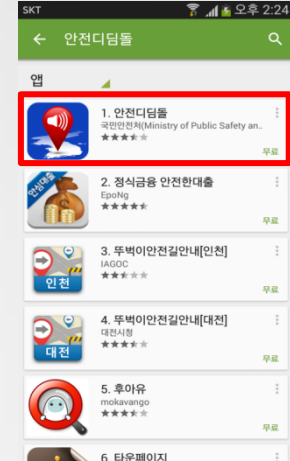 SKT 오후 2:24
안전디딤돌
앱
1. 안전디딤돌
국민안전처(Ministry of Public Safety an..
무료
안심대출
2. 정식금융 안전한대출
EpoNg
무료
3. 뚜벅이안전길안내[인천]
IAGOC
인천
무료
4. 뚜벅이안전길안내[대전]
대전시청
대전
무료
5. 후아유
mokavango
무료
6. 타운페이지